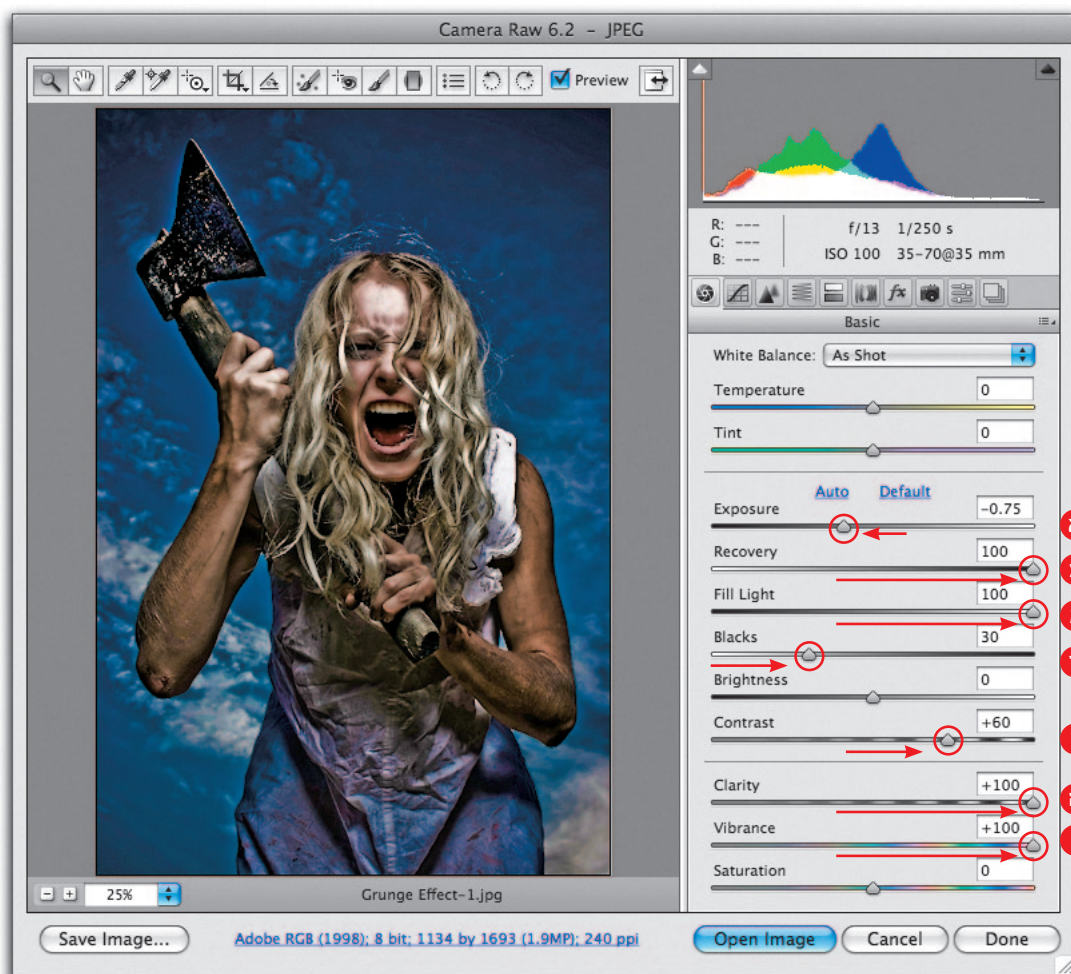 Camera Raw 6.2 – JPEG
Preview
R: ---
G: ---
B: ---
f/13 1/250 s
ISO 100 35-70@35 mm
fx
Basic
White Balance: As Shot
Temperature 0
Tint 0
Auto Default
Exposure -0.75
Recovery 100
Fill Light 100
Blacks 30
Brightness 0
Contrast +60
Clarity +100
Vibrance +100
Saturation 0
25% Grunge Effect-1.jpg
Save Image... Adobe RGB (1998); 8 bit; 1134 by 1693 (1.9MP); 240 ppi Open Image Cancel Done